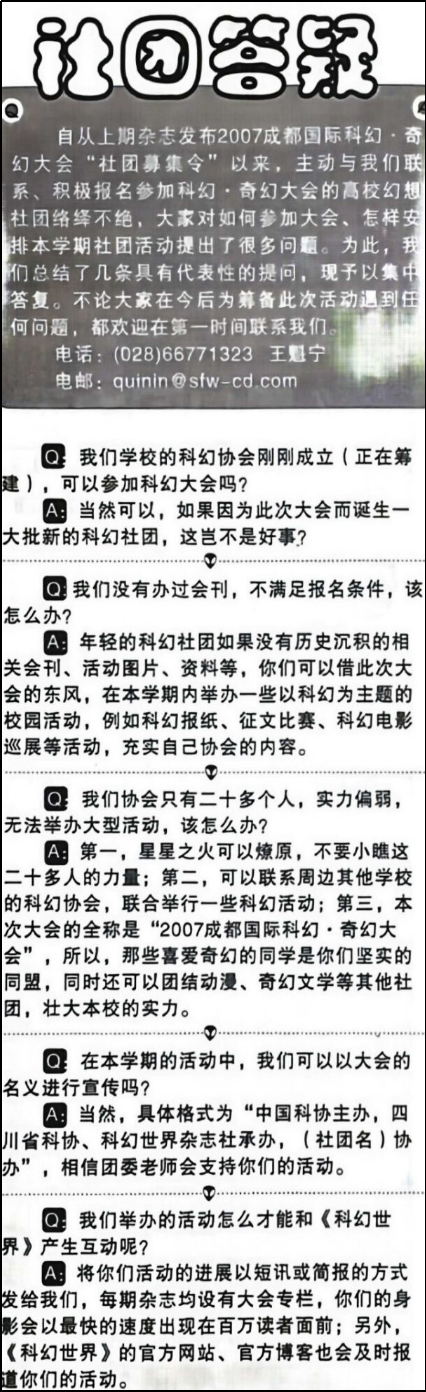 社团答疑
Q
自从上期杂志发布2007成都国际科幻·奇
幻大会“社团募集令”以来，主动与我们联
系、积极报名参加科幻·奇幻大会的高校幻想
社团络绎不绝，大家对如何参加大会、怎样安
排本学期社团活动提出了很多问题。为此，我
们总结了几条具有代表性的提问，现予以集中
答复。不论大家在今后为筹备此次活动遇到任
何问题，都欢迎在第一时间联系我们。
电话：(028)66771323 王魁宁
电邮：quinin@sfw-cd.com
Q: 我们学校的科幻协会刚刚成立（正在筹
建），可以参加科幻大会吗？
A: 当然可以，如果因为此次大会而诞生一
大批新的科幻社团，这岂不是好事？
Q: 我们没有办过会刊，不满足报名条件，该
怎么办？
A: 年轻的科幻社团如果没有历史沉积的相
关会刊、活动图片、资料等，你们可以借此次大
会的东风，在本学期内举办一些以科幻为主题的
校园活动，例如科幻报纸、征文比赛、科幻电影
巡展等活动，充实自己协会的内容。
Q: 我们协会只有二十多个人，实力偏弱，
无法举办大型活动，该怎么办？
A: 第一，星星之火可以燎原，不要小瞧这
二十多人的力量；第二，可以联系周边其他学校
的科幻协会，联合举行一些科幻活动；第三，本
次大会的全称是“2007成都国际科幻·奇幻大
会”，所以，那些喜爱奇幻的同学是你们坚实的
同盟，同时还可以团结动漫、奇幻文学等其他社
团，壮大本校的实力。
Q: 在本学期的活动中，我们可以以大会的
名义进行宣传吗？
A: 当然，具体格式为“中国科协主办，四
川省科协、科幻世界杂志社承办，（社团名）协
办”，相信团委老师会支持你们的活动。
Q: 我们举办的活动怎么才能和《科幻世
界》产生互动呢？
A: 将你们活动的进展以短讯或简报的方式
发给我们，每期杂志均设有大会专栏，你们的身
影会以最快的速度出现在百万读者面前；另外，
《科幻世界》的官方网站、官方博客也会及时报
道你们的活动。